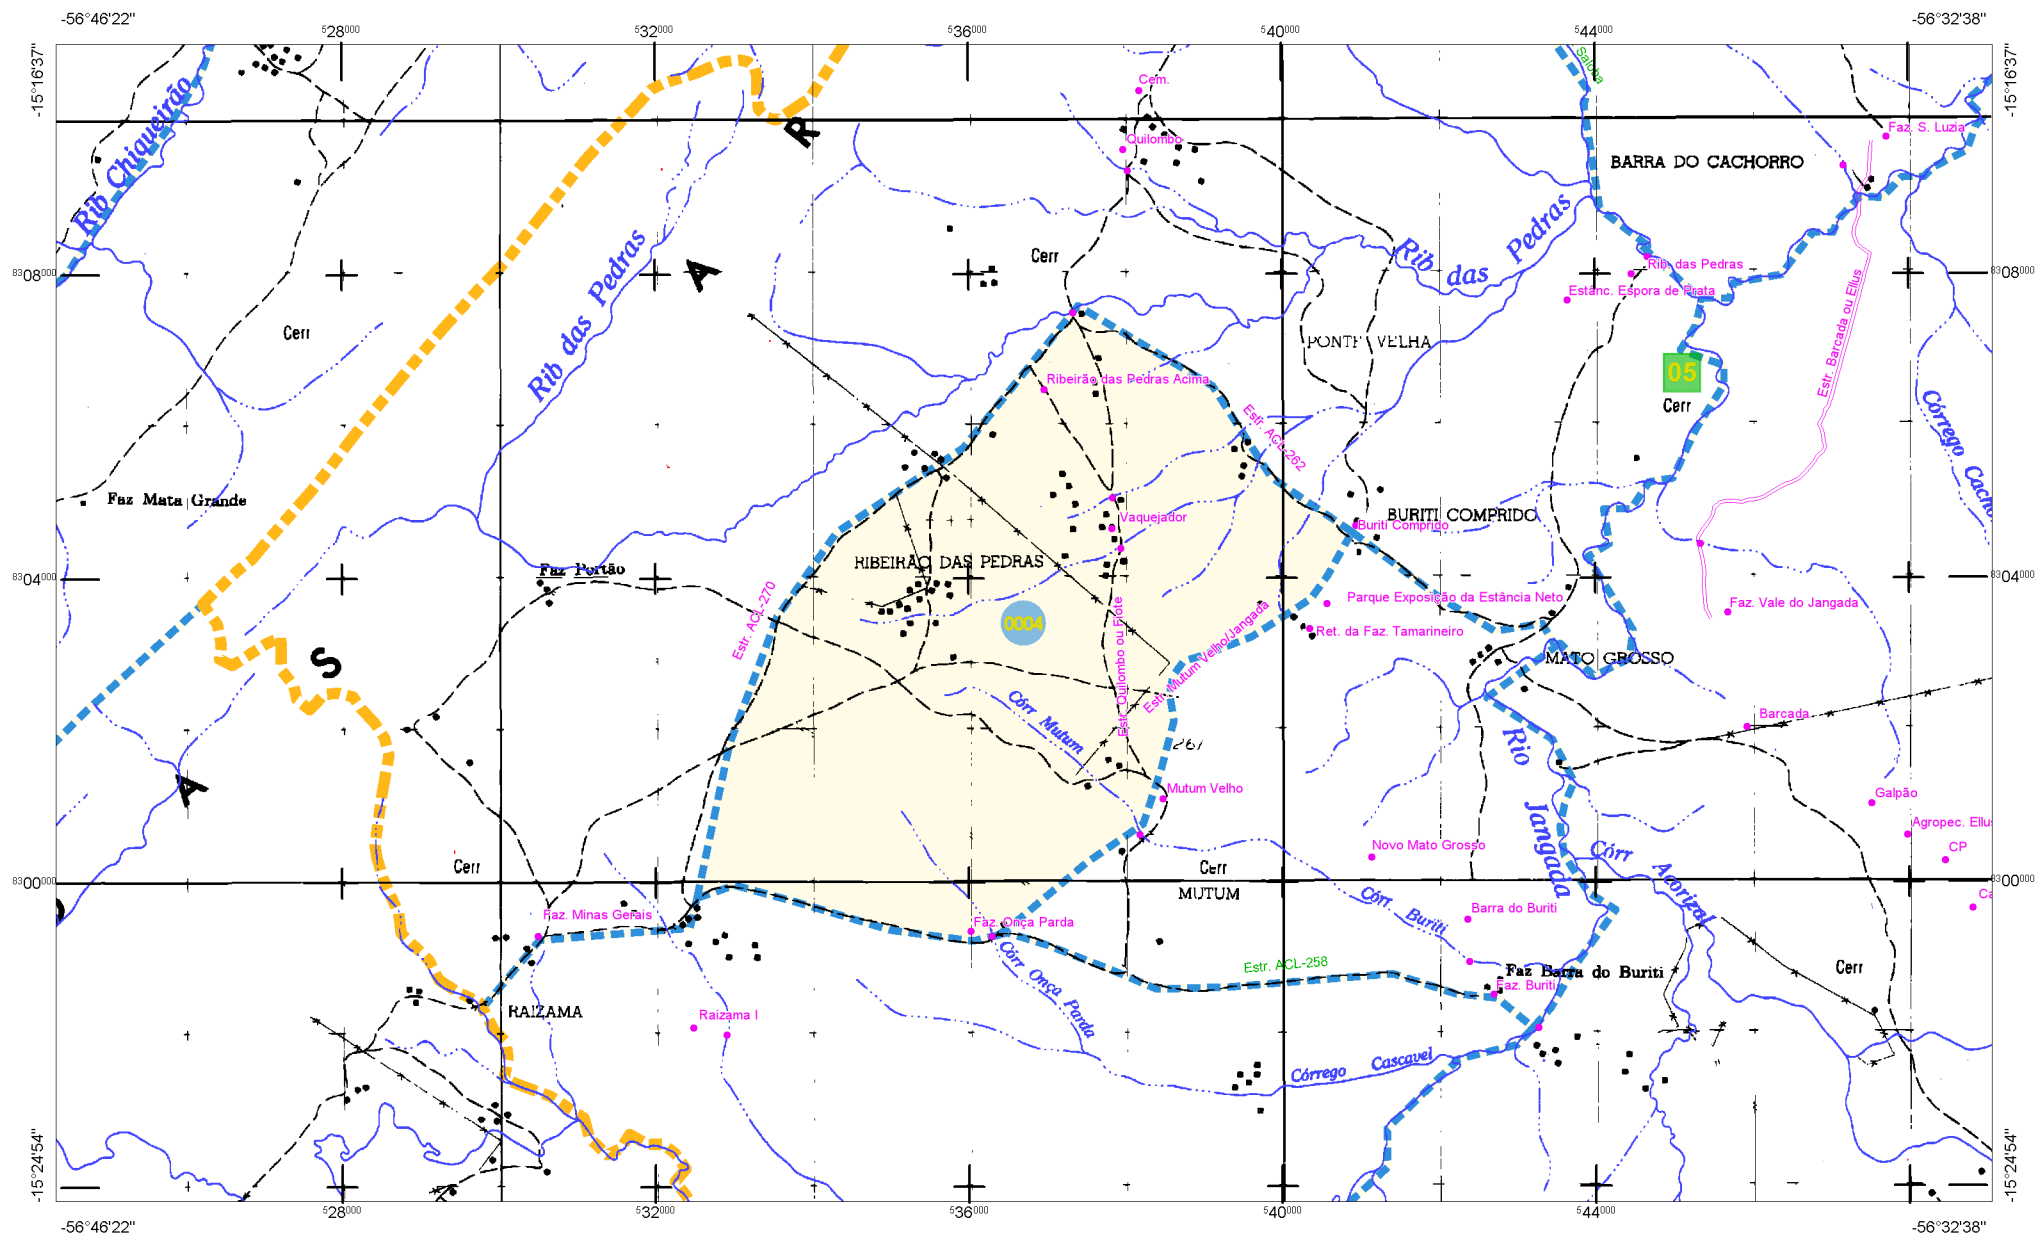 -56°46'22"
-56°32'38"
528000
532000
536000
540000
544000
-15°16'37"
-15°16'37"
Saloba
Cem.
Rib Chiqueirão
R
Quilombo
Faz. S. Luzia
BARRA DO CACHORRO
Rib das Pedras
Cerr
Rib das Pedras
A
Rib. das Pedras
8308000
8308000
Estânc. Espora de Prata
Estr. Barcada ou Ellus
Cerr
PONTE VELHA
05
Ribeirão das Pedras Acima
Cerr
Estr. ACL-262
Córrego Cacho
Faz Mata Grande
Vaquejador
BURITI COMPRIDO
Buriti Comprido
RIBEIRÃO DAS PEDRAS
Faz Portão
8304000
8304000
Estr. ACL-270
Parque Exposição da Estância Neto
Faz. Vale do Jangada
0004
Estr. Quilombo ou Fiote
Estr. Mutum Velho/Jangada
Ret. da Faz. Tamarineiro
S
MATO GROSSO
Córr Mutum
Barcada
267
Rio Jangada
A
Mutum Velho
Galpão
Agropec. Ellus
Novo Mato Grosso
Córr Acorizal
CP
Cerr
Cerr
8300000
8300000
MUTUM
Córr. Buriti
Ca
Faz. Minas Gerais
Faz. Onça Parda
Barra do Buriti
Córr Onça Parda
Estr. ACL-258
Faz Barra do Buriti
Cerr
Faz. Buriti
RAIZAMA
Raizama I
Córrego Cascavel
-15°24'54"
-15°24'54"
528000
532000
536000
540000
544000
-56°46'22"
-56°32'38"